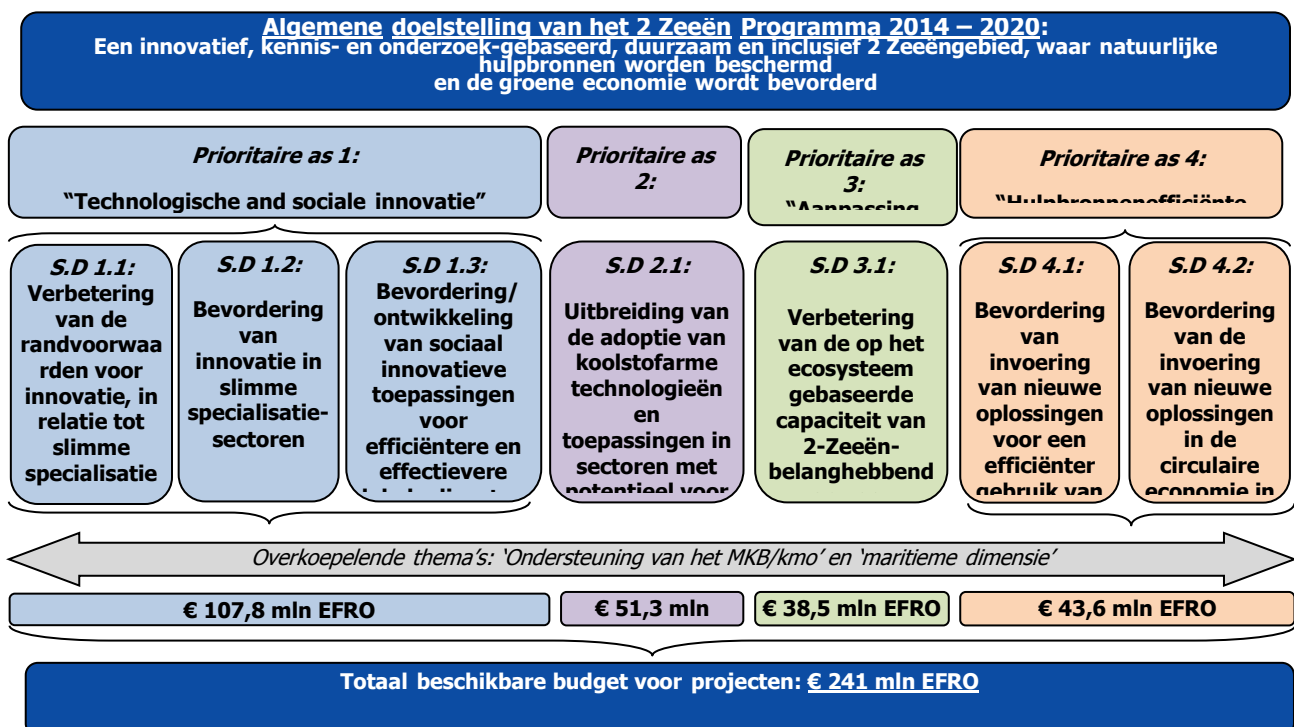 Algemene doelstelling van het 2 Zeeën Programma 2014 – 2020:
Een innovatief, kennis- en onderzoek-gebaseerd, duurzaam en inclusief 2 Zeeëngebied, waar natuurlijke
hulpbronnen worden beschermd
en de groene economie wordt bevorderd
Prioritaire as 1:
“Technologische and sociale innovatie”
Prioritaire as
2:
Prioritaire as
3:
“Aanpassing
Prioritaire as 4:
“Hulpbronnenefficiënte
S.D 1.1:
Verbetering
van de
randvoorwaa
rden voor
innovatie, in
relatie tot
slimme
specialisatie
S.D 1.2:
Bevordering
van
innovatie in
slimme
specialisatie-
sectoren
S.D 1.3:
Bevordering/
ontwikkeling
van sociaal
innovatieve
toepassingen
voor
efficiëntere en
effectievere
S.D 2.1:
Uitbreiding van
de adoptie van
koolstofarme
technologieën
en
toepassingen in
sectoren met
potentieel voor
S.D 3.1:
Verbetering
van de op het
ecosysteem
gebaseerde
capaciteit van
2-Zeeën-
belanghebbend
S.D 4.1:
Bevordering
van
invoering
van nieuwe
oplossingen
voor een
efficiënter
gebruik van
S.D 4.2:
Bevordering
van de
invoering
van nieuwe
oplossingen
in de
circulaire
economie in
Overkoepelende thema’s: ‘Ondersteuning van het MKB/kmo’ en ‘maritieme dimensie’
€ 107,8 mln EFRO
€ 51,3 mln
€ 38,5 mln EFRO
€ 43,6 mln EFRO
Totaal beschikbare budget voor projecten: € 241 mln EFRO